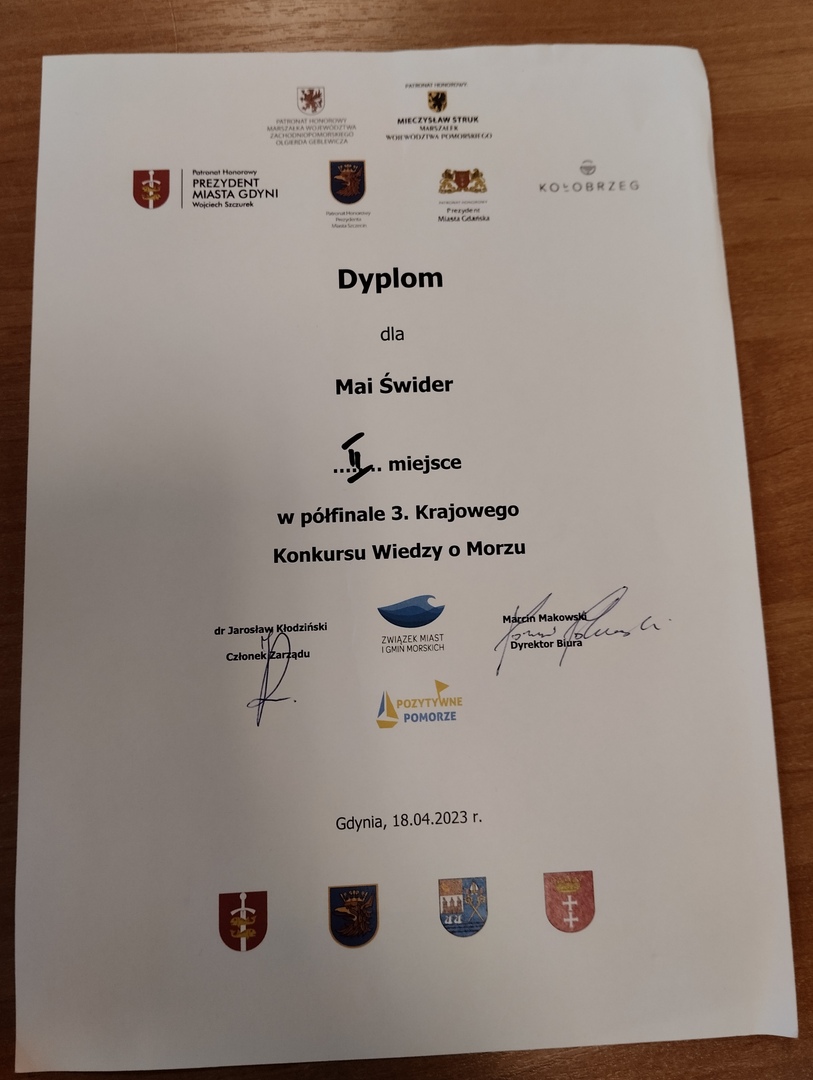 PATRONAT HONOROWY
MARSZAŁKA WOJEWÓDZTWA
ZACHODNIOPOMORSKIEGO
OLGIERDA GEBLEWICZA
PATRONAT HONOROWY
MIECZYSŁAW STRUK
MARSZAŁEK
WOJEWÓDZTWA POMORSKIEGO
Patronat Honorowy
PREZYDENT
MIASTA GDYNI
Wojciech Szczurek
Patronat Honorowy
Prezydenta
Miasta Szczecin
PATRONAT HONOROWY
Prezydent
Miasta Gdańska
KOŁOBRZEG
Dyplom
dla
Mai Świder
...II... miejsce
w półfinale 3. Krajowego
Konkursu Wiedzy o Morzu
dr Jarosław Kłodziński
Członek Zarządu
ZWIĄZEK MIAST
I GMIN MORSKICH
Marcin Makowski
Dyrektor Biura
POZYTYWNE
POMORZE
Gdynia, 18.04.2023 r.